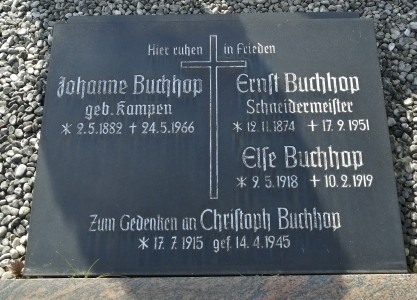 Hier ruhen in Frieden
Johanne Buchhop
geb. Kampen
* 2.5.1882 + 24.5.1966
Ernst Buchhop
Schneidermeister
* 12.11.1874 + 17.9.1951
Else Buchhop
* 9.5.1918 + 10.2.1919
Zum Gedenken an Christoph Buchhop
* 17.7.1915 gef. 14.4.1945